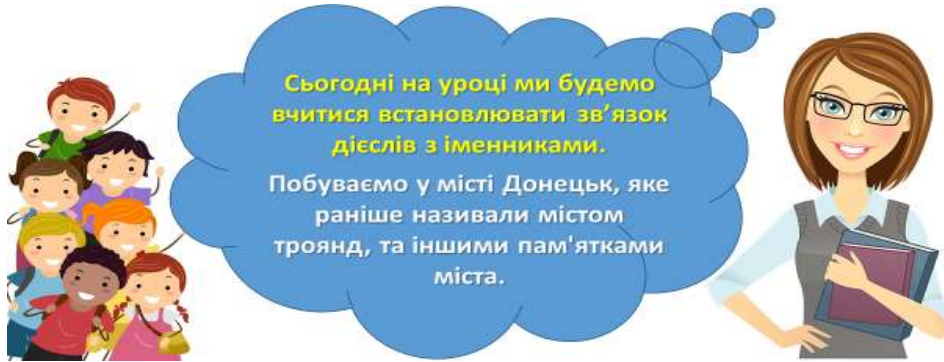 Сьогодні на уроці ми будемо
вчитися встановлювати зв’язок
дієслів з іменниками.
Побуваємо у місті Донецьк, яке
раніше називали містом
троянд, та іншими пам'ятками
міста.